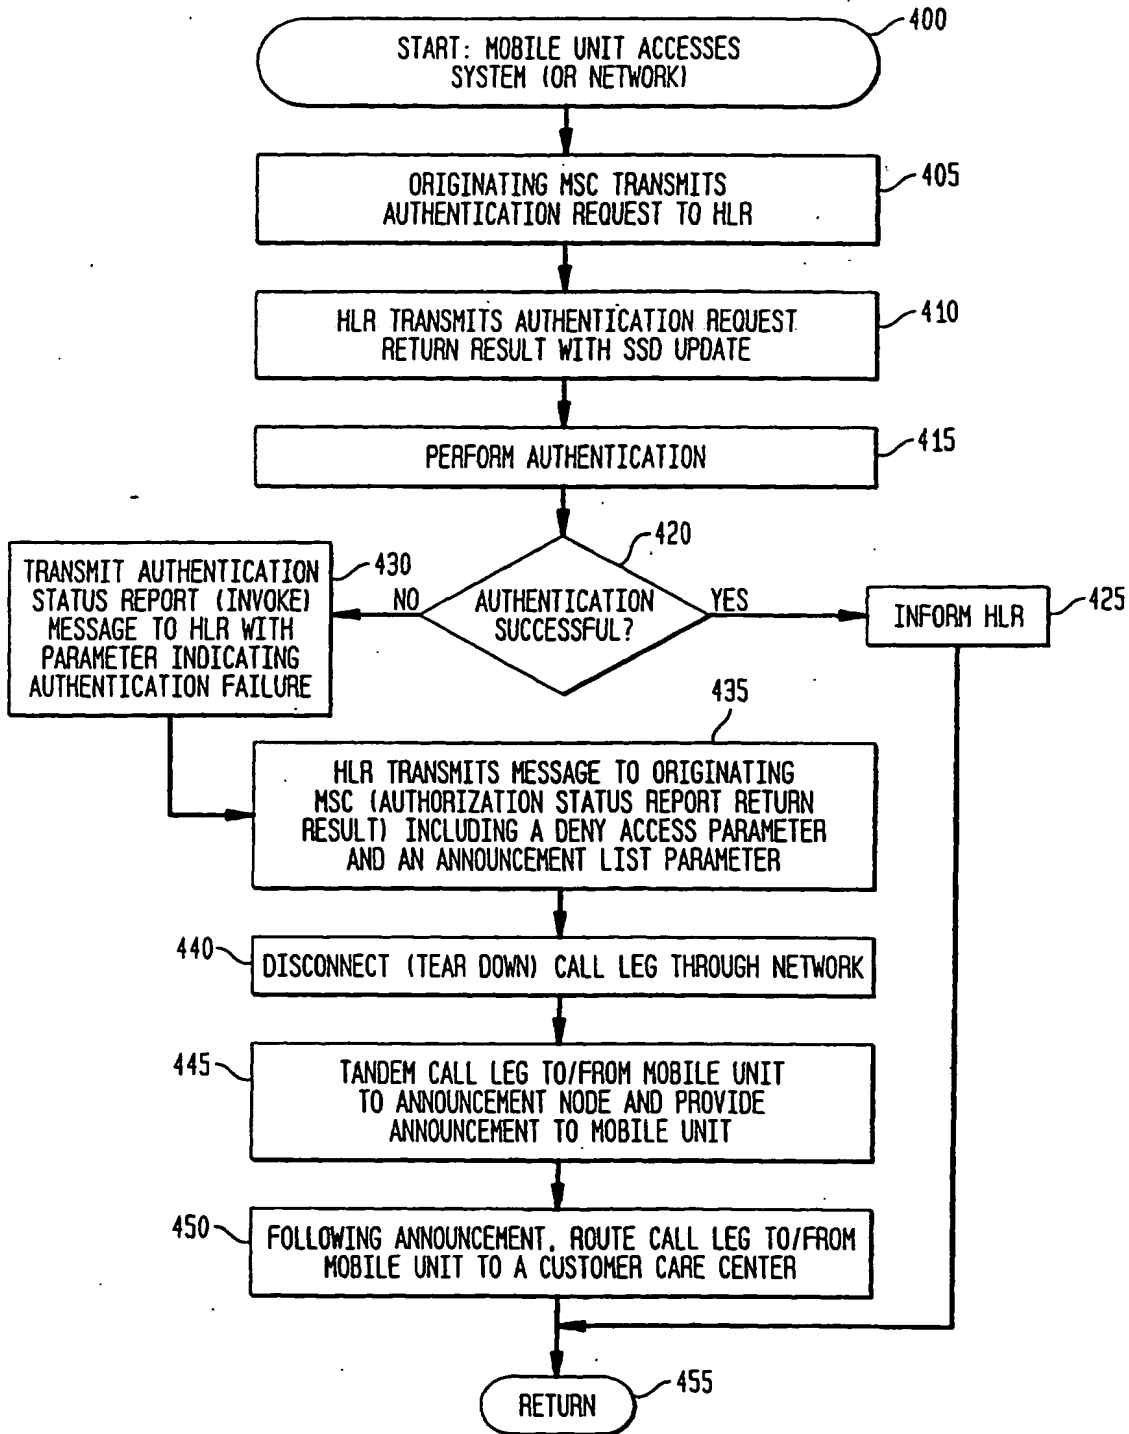 400
START: MOBILE UNIT ACCESSES
SYSTEM (OR NETWORK)
405
ORIGINATING MSC TRANSMITS
AUTHENTICATION REQUEST TO HLR
410
HLR TRANSMITS AUTHENTICATION REQUEST
RETURN RESULT WITH SSD UPDATE
415
PERFORM AUTHENTICATION
420
AUTHENTICATION
SUCCESSFUL?
NO
YES
430
TRANSMIT AUTHENTICATION
STATUS REPORT (INVOKE)
MESSAGE TO HLR WITH
PARAMETER INDICATING
AUTHENTICATION FAILURE
425
INFORM HLR
435
HLR TRANSMITS MESSAGE TO ORIGINATING
MSC (AUTHORIZATION STATUS REPORT RETURN
RESULT) INCLUDING A DENY ACCESS PARAMETER
AND AN ANNOUNCEMENT LIST PARAMETER
440
DISCONNECT (TEAR DOWN) CALL LEG THROUGH NETWORK
445
TANDEM CALL LEG TO/FROM MOBILE UNIT
TO ANNOUNCEMENT NODE AND PROVIDE
ANNOUNCEMENT TO MOBILE UNIT
450
FOLLOWING ANNOUNCEMENT, ROUTE CALL LEG TO/FROM
MOBILE UNIT TO A CUSTOMER CARE CENTER
455
RETURN